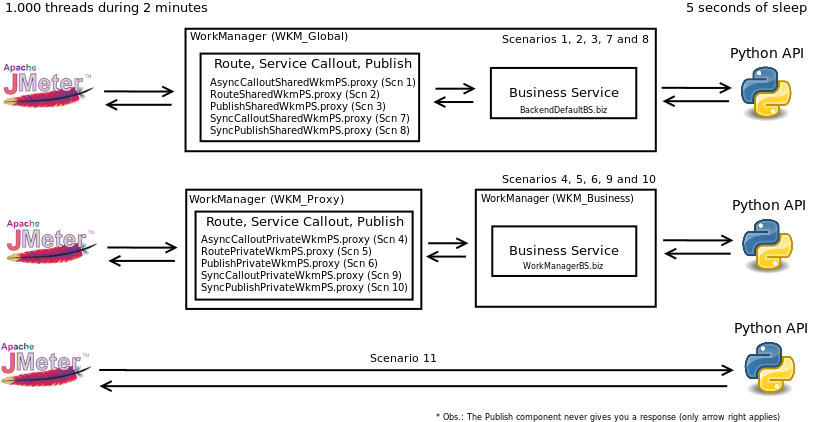 1.000 threads during 2 minutes
5 seconds of sleep
WorkManager (WKM_Global)
Scenarios 1, 2, 3, 7 and 8
Route, Service Callout, Publish
AsyncCalloutSharedWkmPS.proxy (Scn 1)
RouteSharedWkmPS.proxy (Scn 2)
PublishSharedWkmPS.proxy (Scn 3)
SyncCalloutSharedWkmPS.proxy (Scn 7)
SyncPublishSharedWkmPS.proxy (Scn 8)
Business Service
BackendDefaultBS.biz
Python API
Apache
JMeter™
Scenarios 4, 5, 6, 9 and 10
WorkManager (WKM_Proxy)
Route, Service Callout, Publish
AsyncCalloutPrivateWkmPS.proxy (Scn 4)
RoutePrivateWkmPS.proxy (Scn 5)
PublishPrivateWkmPS.proxy (Scn 6)
SyncCalloutPrivateWkmPS.proxy (Scn 9)
SyncPublishPrivateWkmPS.proxy (Scn 10)
WorkManager (WKM_Business)
Business Service
WorkManagerBS.biz
Python API
Apache
JMeter™
Python API
Apache
JMeter™
Scenario 11
* Obs.: The Publish component never gives you a response (only arrow right applies)